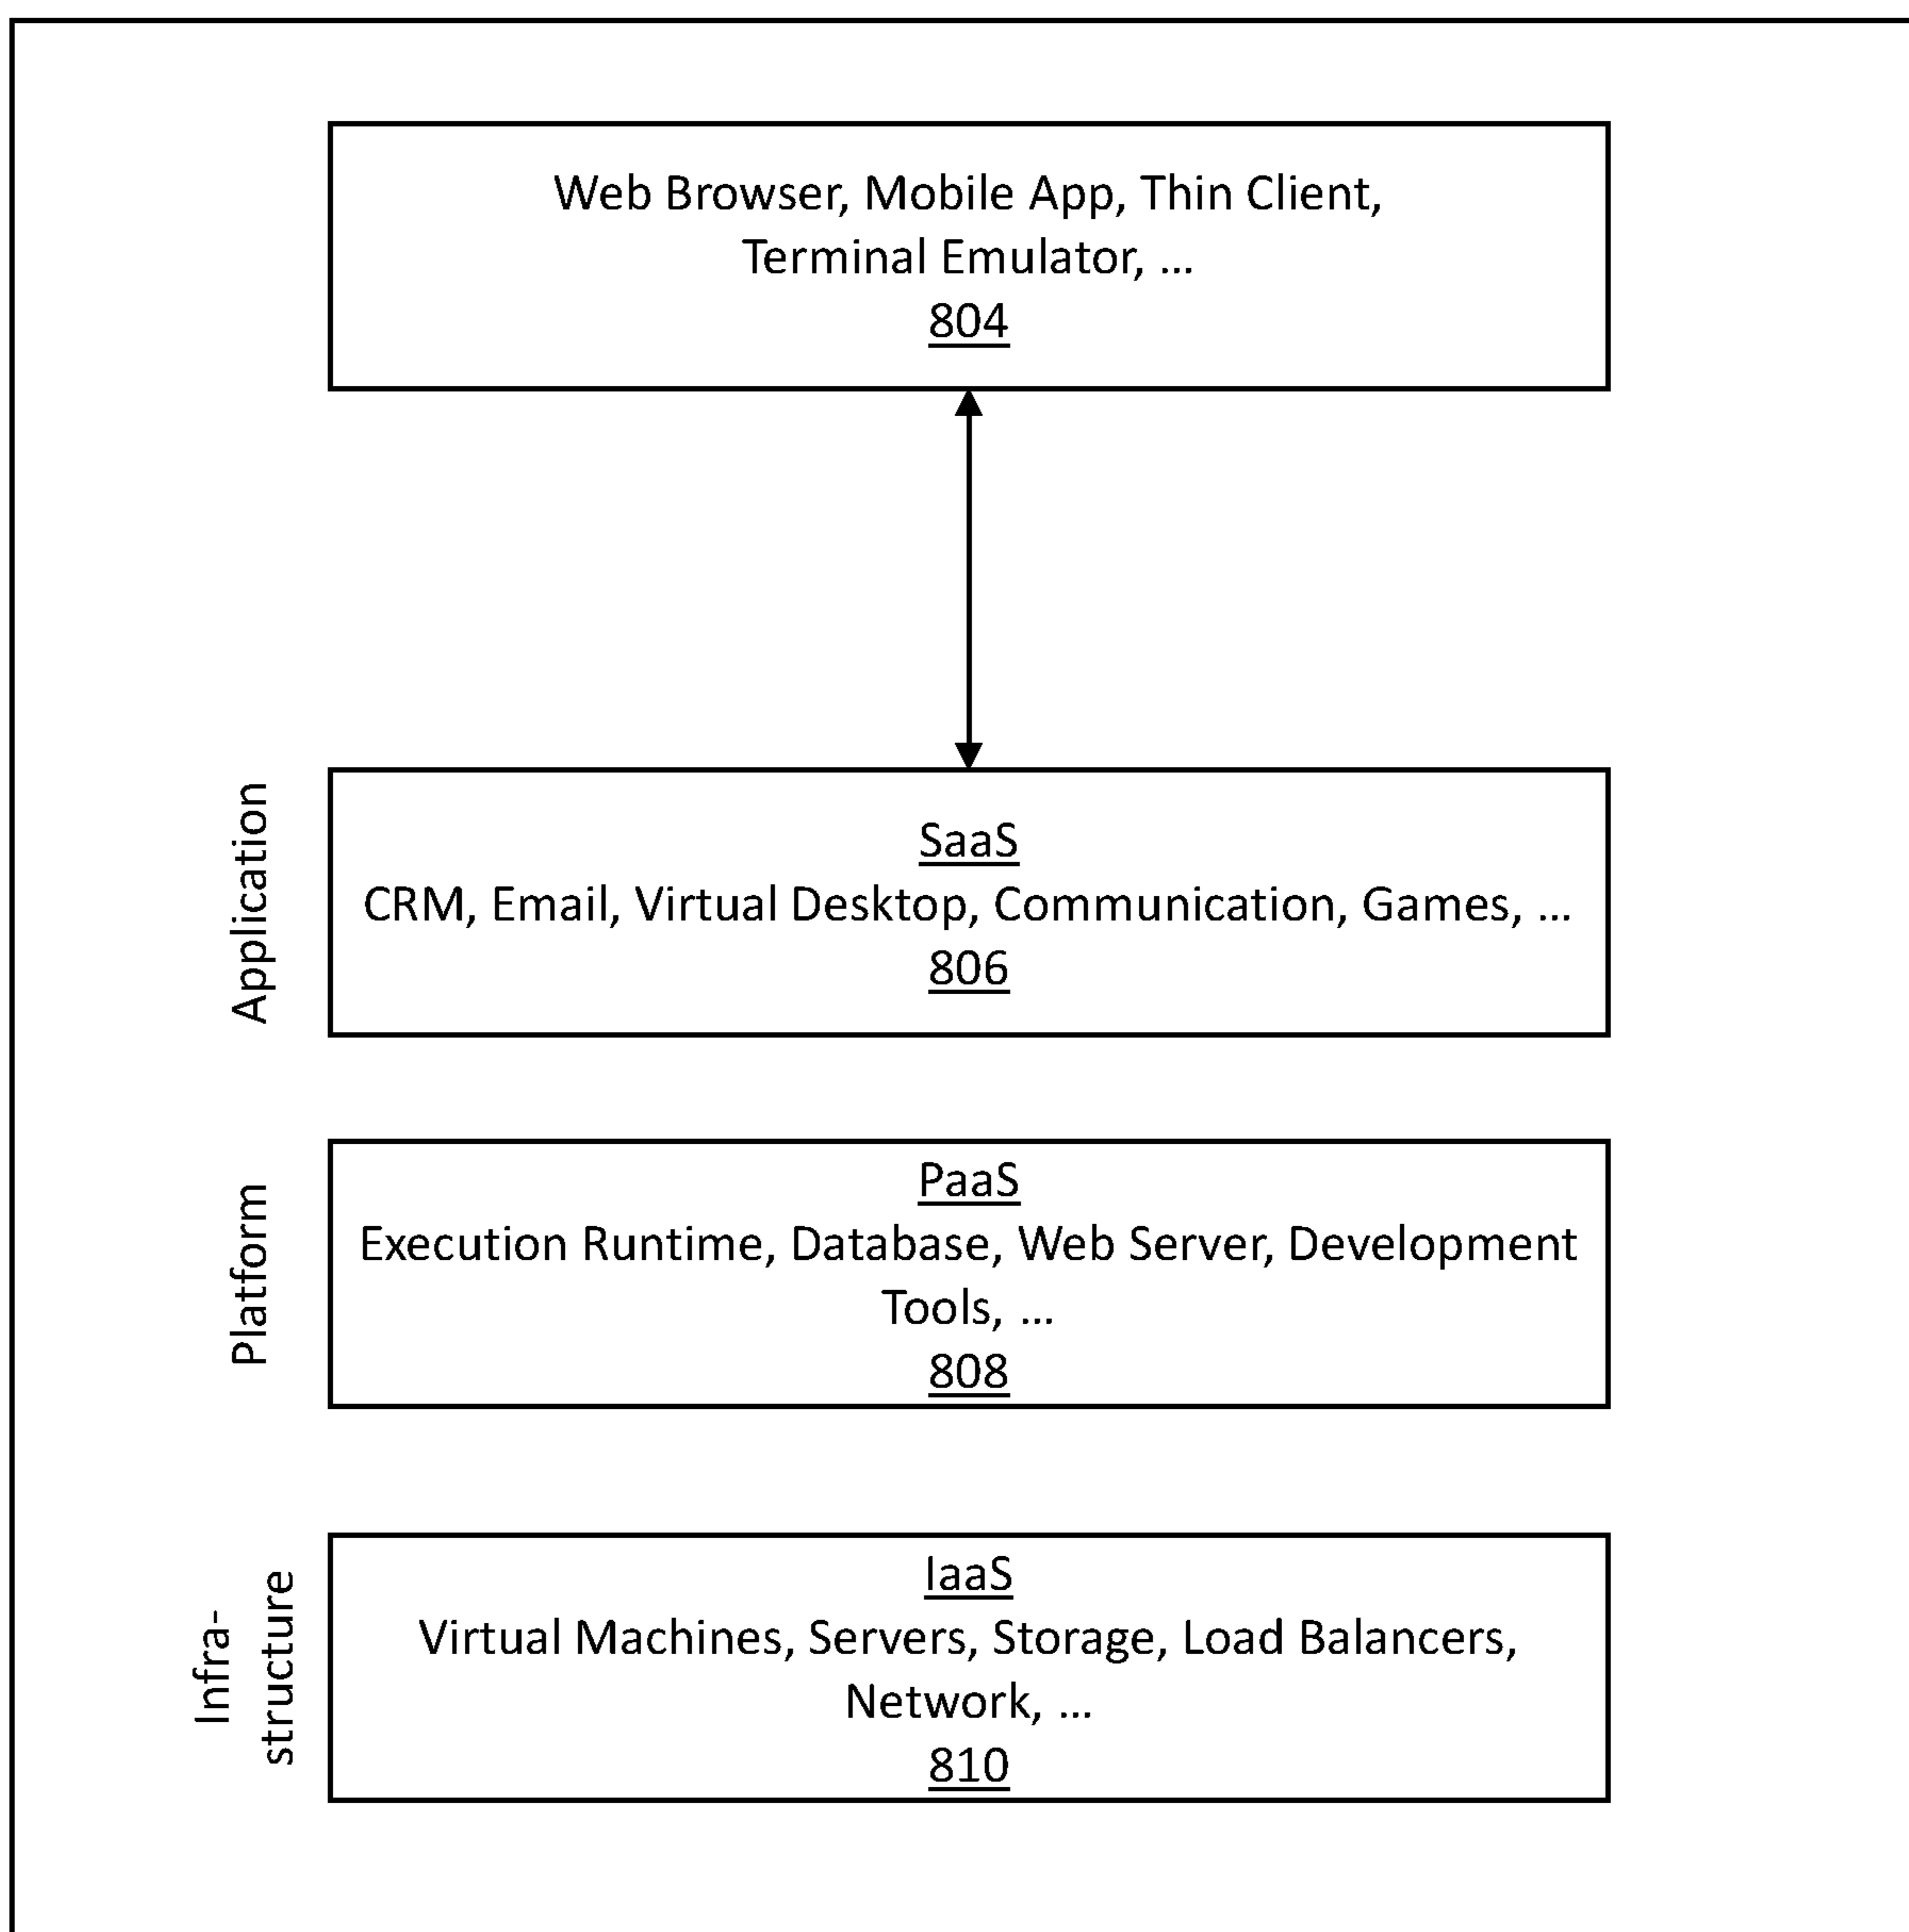 Web Browser, Mobile App, Thin Client,
Terminal Emulator, ...
804
Application
SaaS
CRM, Email, Virtual Desktop, Communication, Games, ...
806
Platform
PaaS
Execution Runtime, Database, Web Server, Development
Tools, ...
808
Infra-
structure
IaaS
Virtual Machines, Servers, Storage, Load Balancers,
Network, ...
810